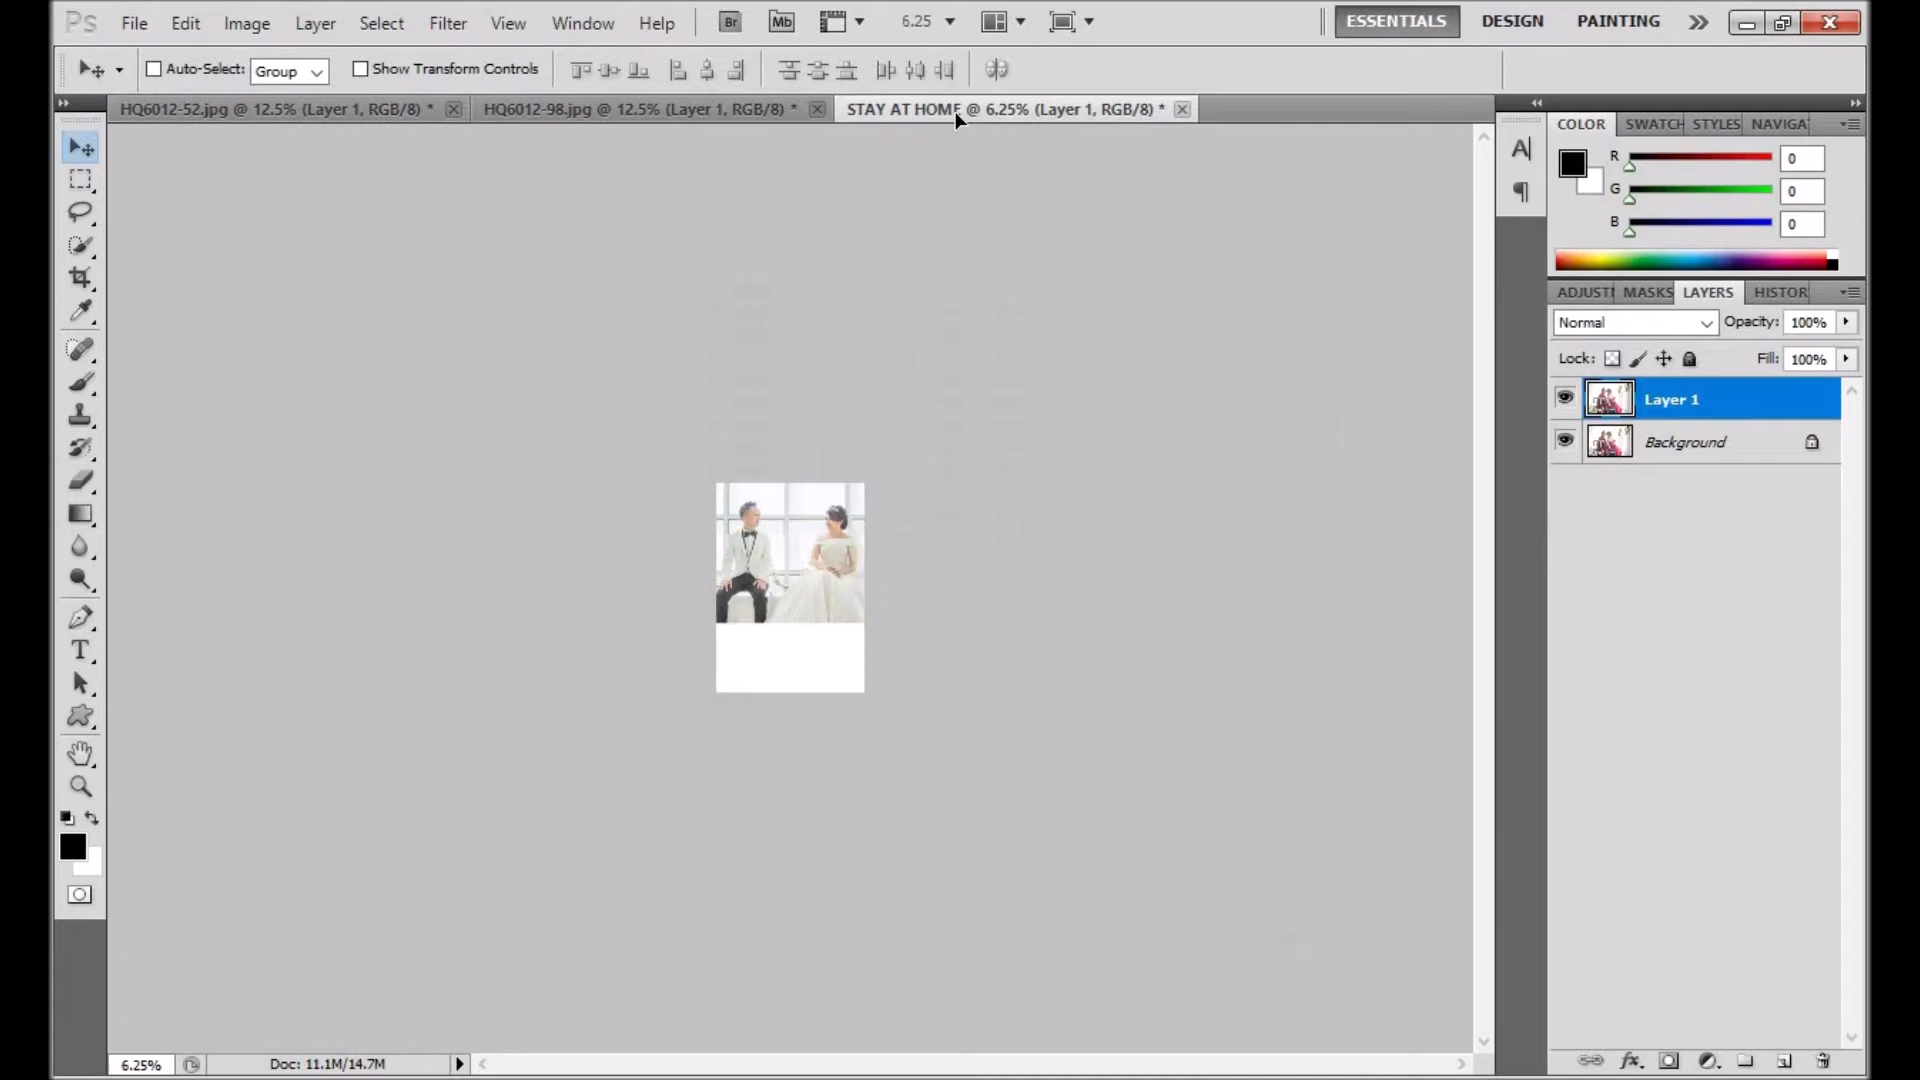 Ps File Edit Image Layer Select Filter View Window Help Br Mb 6.25 ESSENTIALS DESIGN PAINTING
Auto-Select: Group Show Transform Controls
HQ6012-52.jpg @ 12.5% (Layer 1, RGB/8) * HQ6012-98.jpg @ 12.5% (Layer 1, RGB/8) * STAY AT HOME @ 6.25% (Layer 1, RGB/8) *
COLOR SWATCH STYLES NAVIGA
R 0
G 0
B 0
ADJUSTI MASKS LAYERS HISTOR
Normal Opacity: 100%
Lock: Fill: 100%
Layer 1
Background
6.25% Doc: 11.1M/14.7M